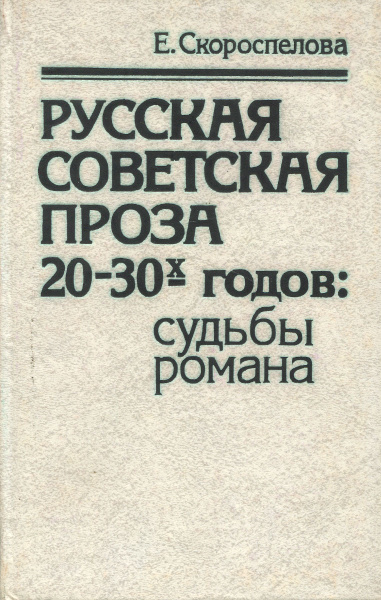 Е. Скороспелова
РУССКАЯ
СОВЕТСКАЯ
ПРОЗА
20-30х годов:
судьбы
романа